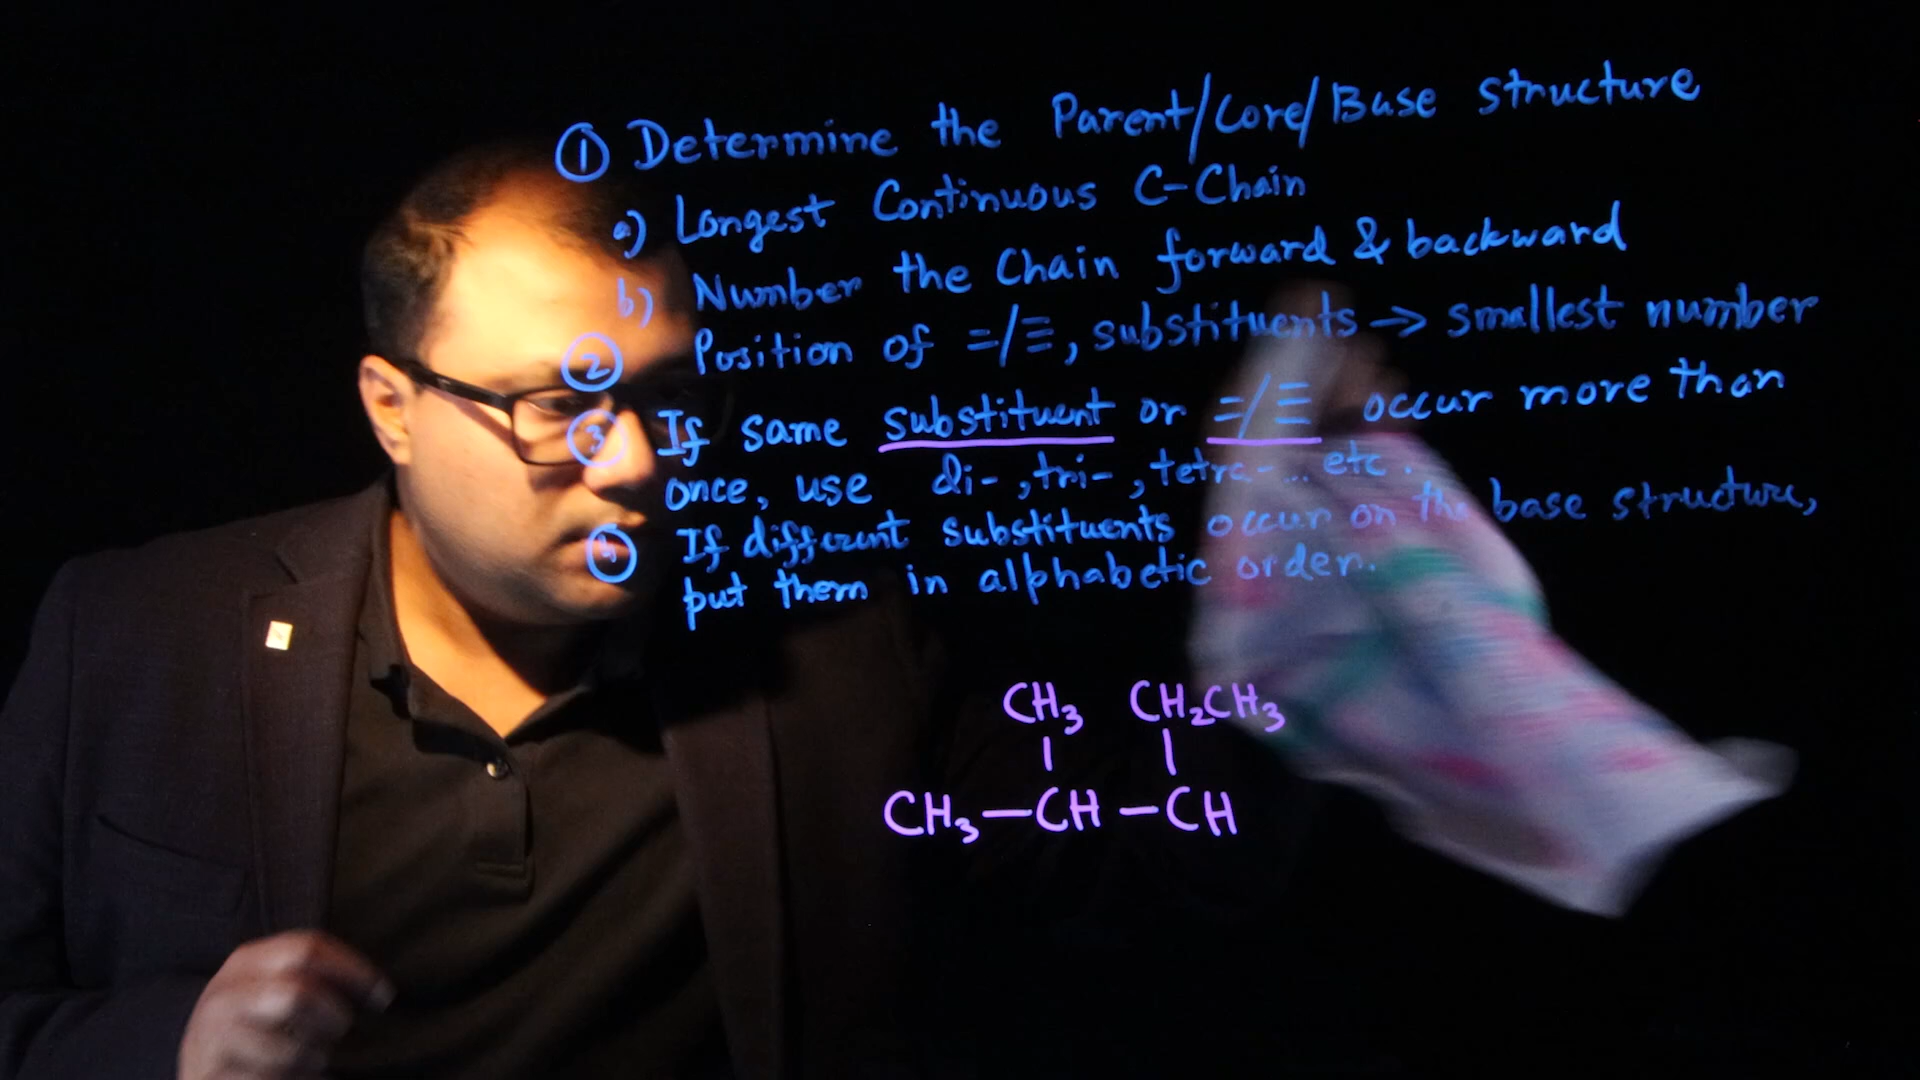 ① Determine the Parent/Core/Base structure
a) Longest Continuous C-Chain
b) Number the Chain forward & backward
② Position of =/≡, substituents → smallest number
③ If same substituent or =/≡ occur more than
once, use di-, tri-, tetra- ... etc.
④ If different substituents occur on the base structure,
put them in alphabetic order.
CH₃ CH₂CH₃
CH₃—CH—CH